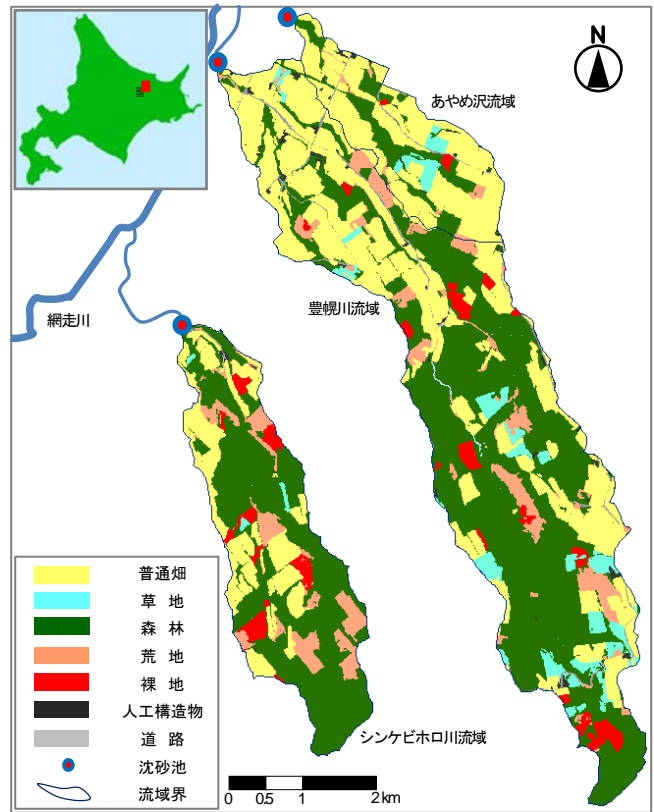 N
あやめ沢流域
豊幌川流域
網走川
シンケビホロ川流域
普通畑
草 地
森 林
荒 地
裸 地
人工構造物
道 路
沈砂池
流域界
0 0.5 1 2km